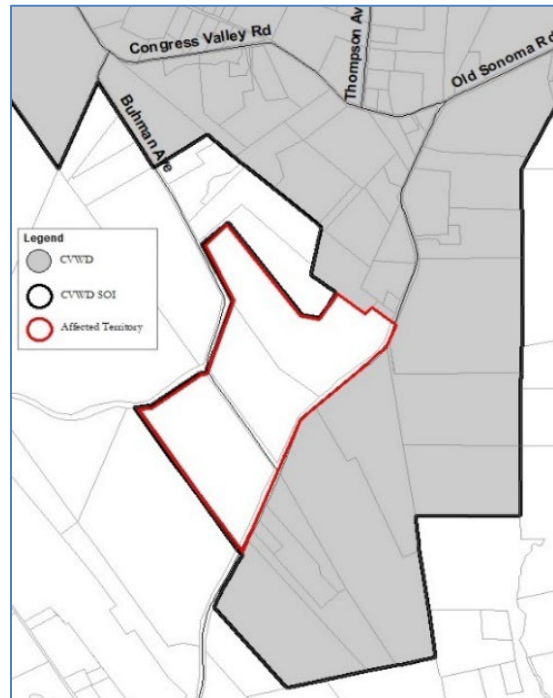 Congress Valley Rd
Thompson Av
Old Sonoma Rd
Buhman Ave
Legend
CVWD
CVWD SOI
Affected Territory